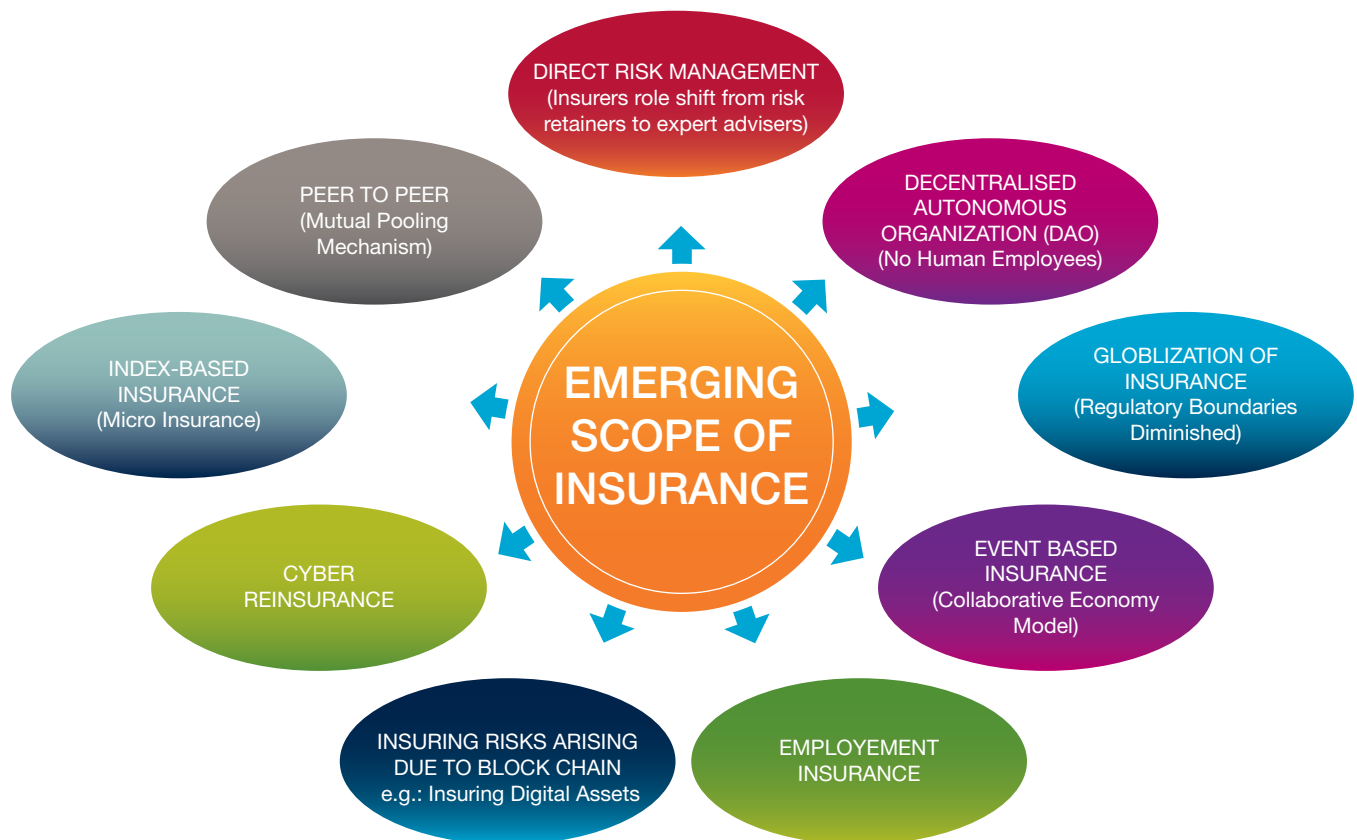 DIRECT RISK MANAGEMENT
(Insurers role shift from risk
retainers to expert advisers)
PEER TO PEER
(Mutual Pooling
Mechanism)
DECENTRALISED
AUTONOMOUS
ORGANIZATION (DAO)
(No Human Employees)
INDEX-BASED
INSURANCE
(Micro Insurance)
EMERGING
SCOPE OF
INSURANCE
GLOBLIZATION OF
INSURANCE
(Regulatory Boundaries
Diminished)
CYBER
REINSURANCE
EVENT BASED
INSURANCE
(Collaborative Economy
Model)
INSURING RISKS ARISING
DUE TO BLOCK CHAIN
e.g.: Insuring Digital Assets
EMPLOYEMENT
INSURANCE